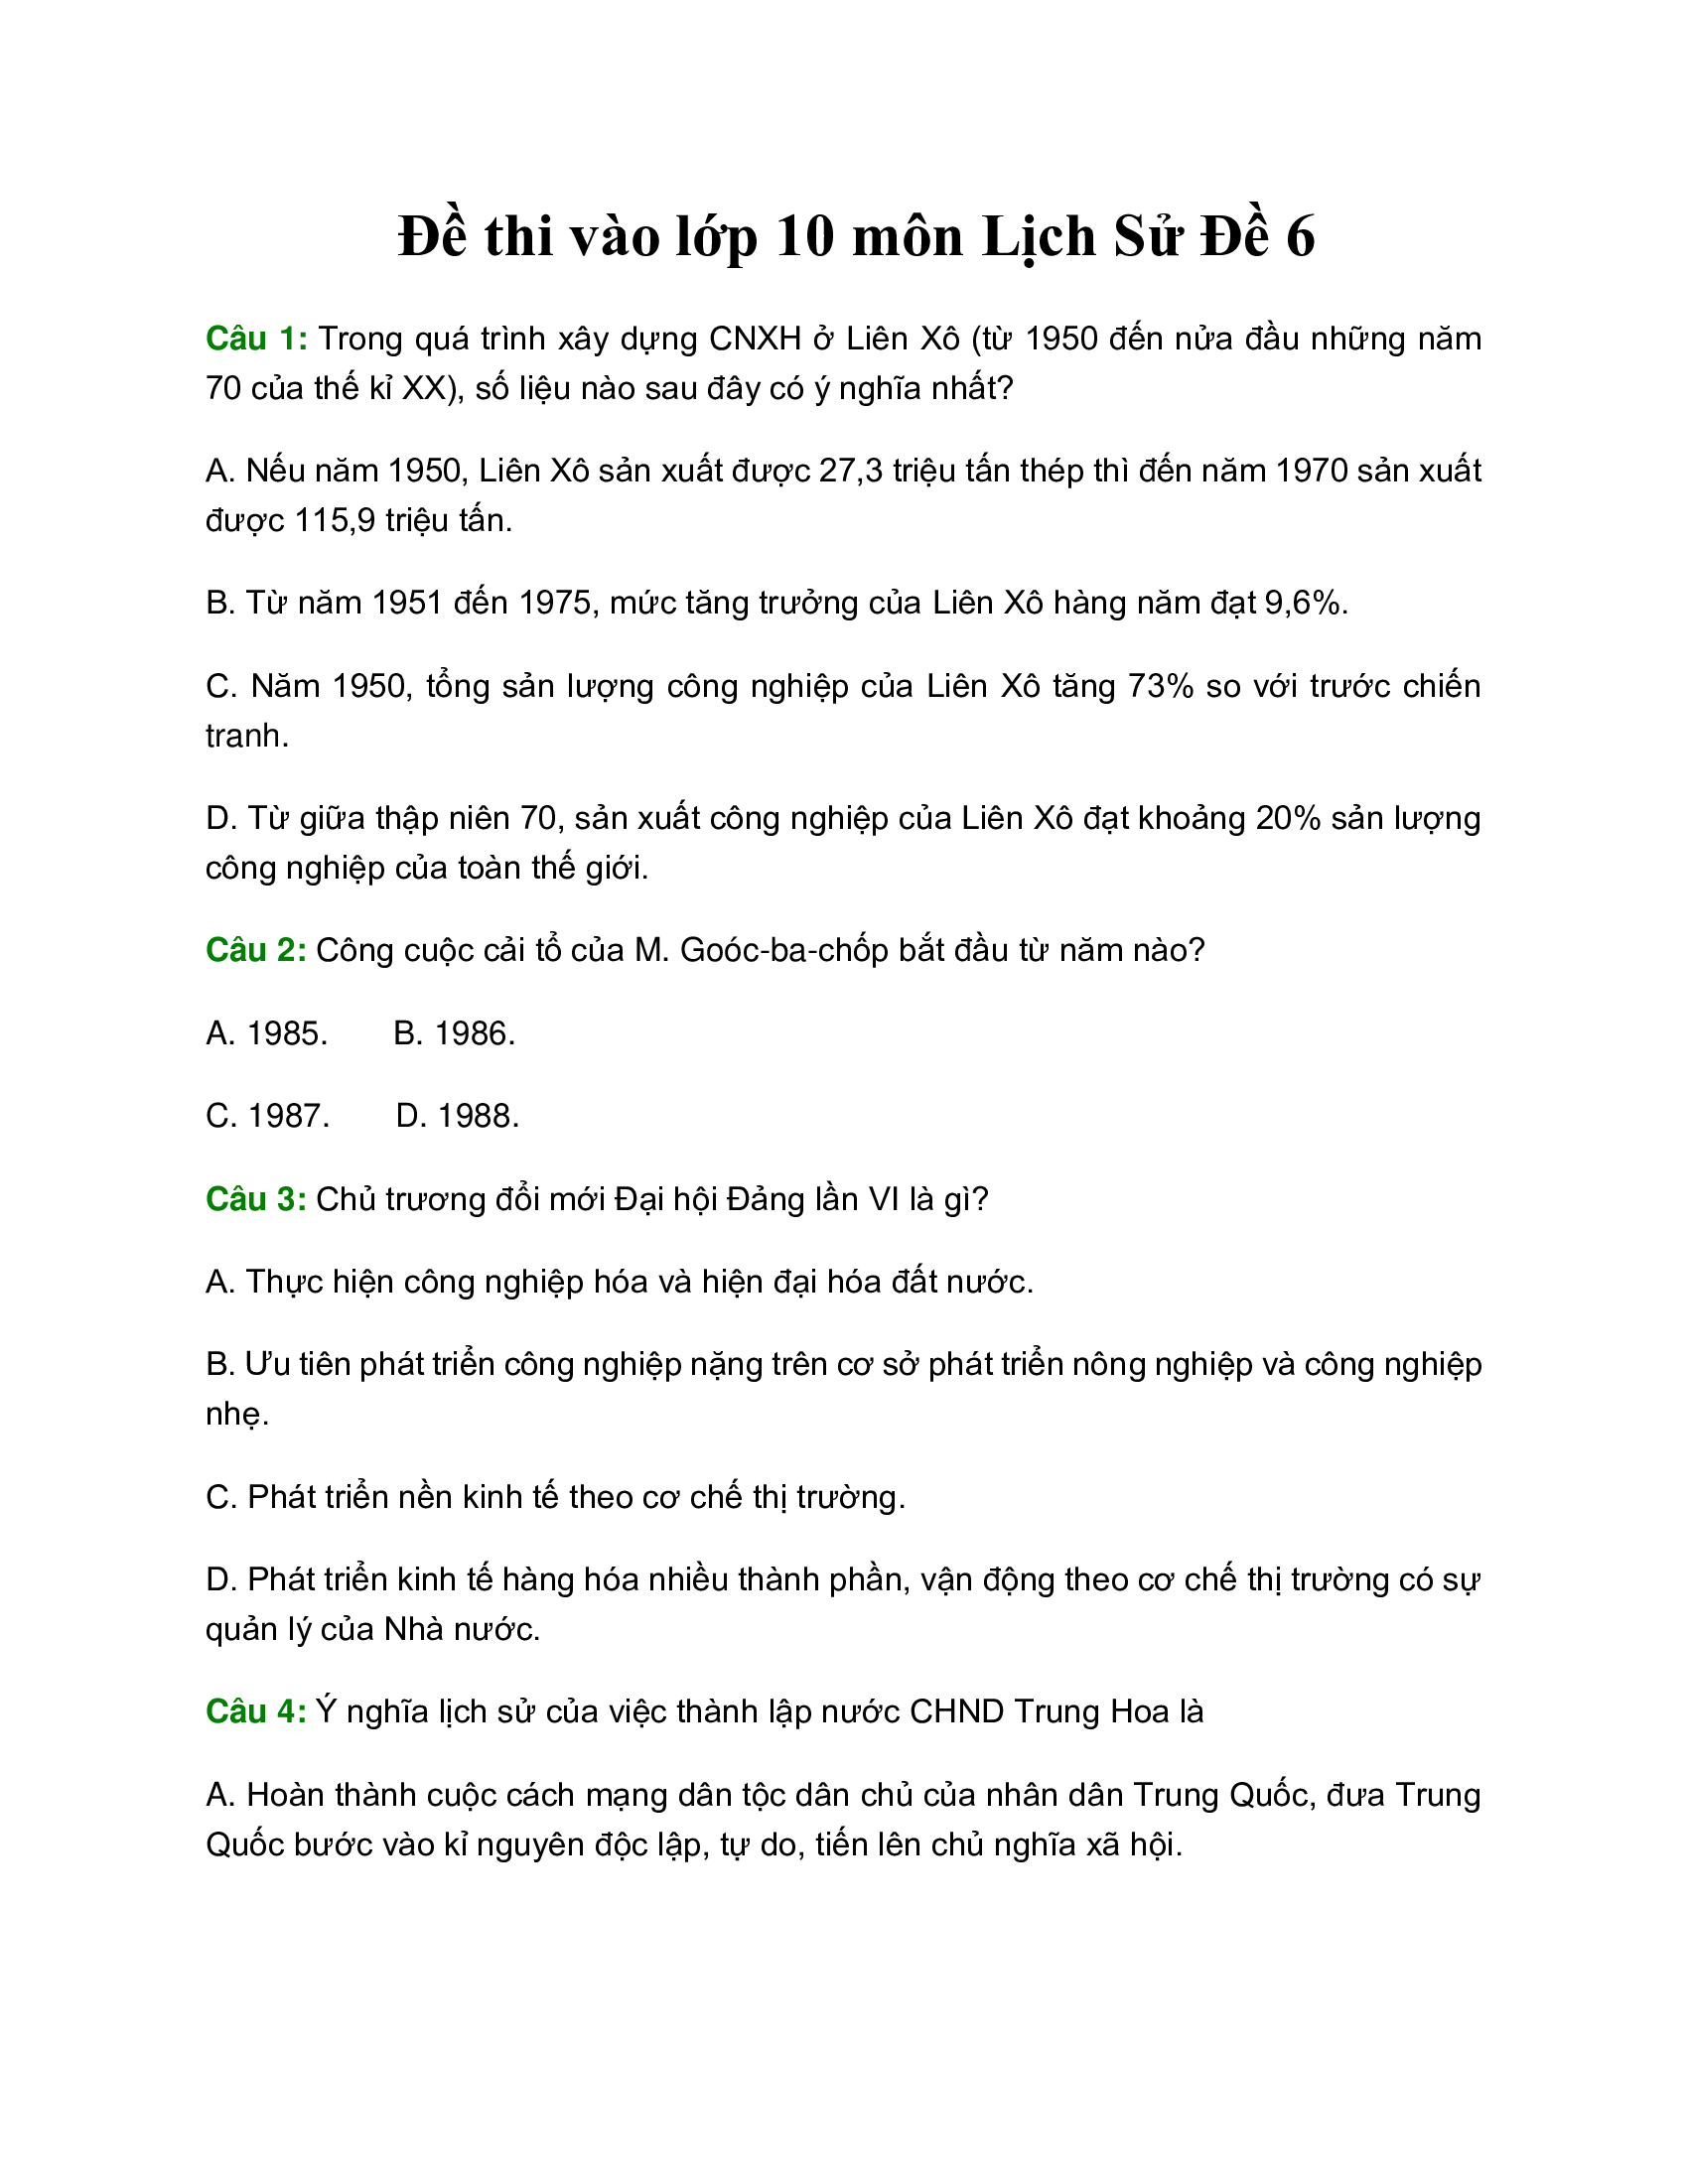 Đề thi vào lớp 10 môn Lịch Sử Đề 6
Câu 1: Trong quá trình xây dựng CNXH ở Liên Xô (từ 1950 đến nửa đầu những năm
70 của thế kỉ XX), số liệu nào sau đây có ý nghĩa nhất?
A. Nếu năm 1950, Liên Xô sản xuất được 27,3 triệu tấn thép thì đến năm 1970 sản xuất
được 115,9 triệu tấn.
B. Từ năm 1951 đến 1975, mức tăng trưởng của Liên Xô hàng năm đạt 9,6%.
C. Năm 1950, tổng sản lượng công nghiệp của Liên Xô tăng 73% so với trước chiến
tranh.
D. Từ giữa thập niên 70, sản xuất công nghiệp của Liên Xô đạt khoảng 20% sản lượng
công nghiệp của toàn thế giới.
Câu 2: Công cuộc cải tổ của M. Goóc-ba-chốp bắt đầu từ năm nào?
A. 1985. B. 1986.
C. 1987. D. 1988.
Câu 3: Chủ trương đổi mới Đại hội Đảng lần VI là gì?
A. Thực hiện công nghiệp hóa và hiện đại hóa đất nước.
B. Ưu tiên phát triển công nghiệp nặng trên cơ sở phát triển nông nghiệp và công nghiệp
nhẹ.
C. Phát triển nền kinh tế theo cơ chế thị trường.
D. Phát triển kinh tế hàng hóa nhiều thành phần, vận động theo cơ chế thị trường có sự
quản lý của Nhà nước.
Câu 4: Ý nghĩa lịch sử của việc thành lập nước CHND Trung Hoa là
A. Hoàn thành cuộc cách mạng dân tộc dân chủ của nhân dân Trung Quốc, đưa Trung
Quốc bước vào kỉ nguyên độc lập, tự do, tiến lên chủ nghĩa xã hội.